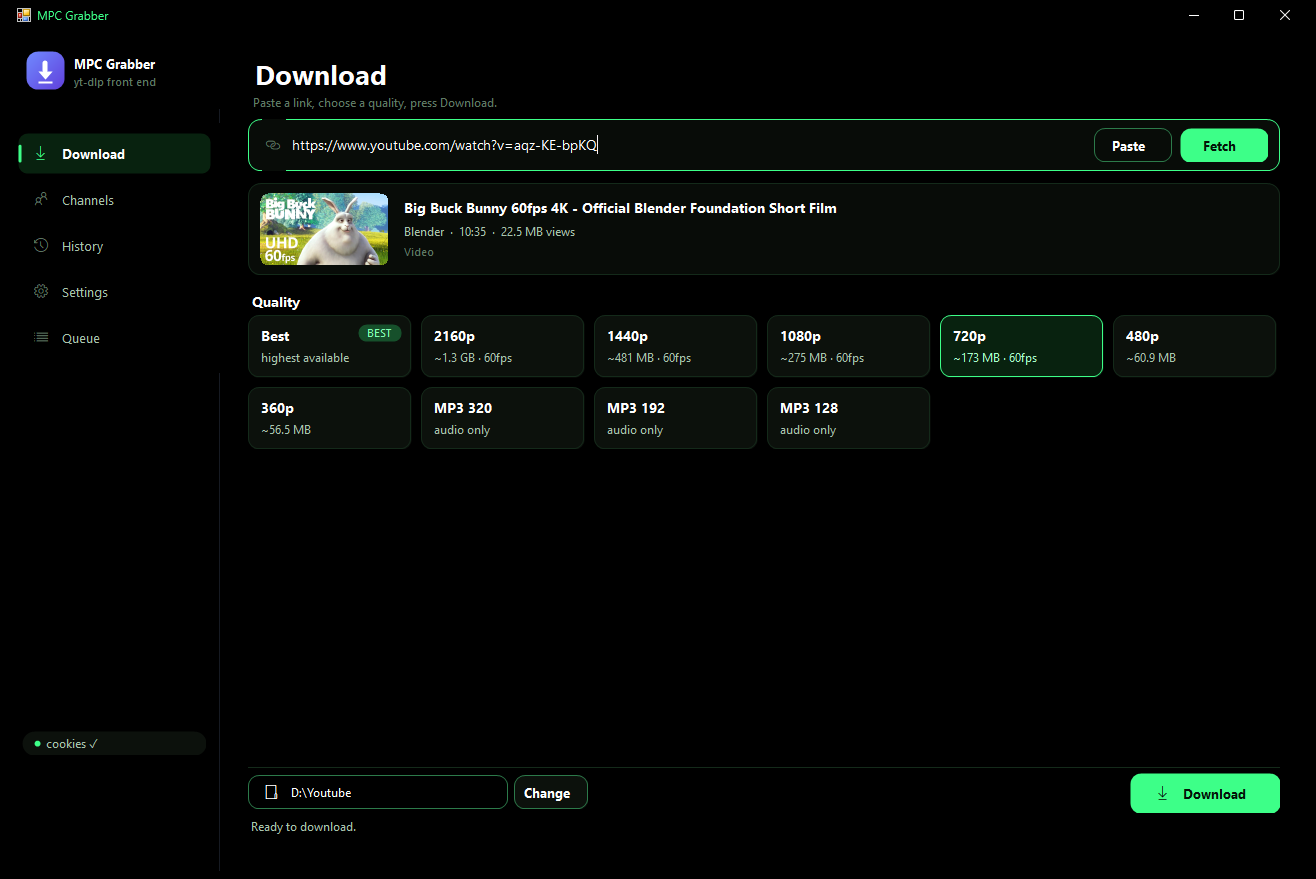 MPC Grabber
MPC Grabber
yt-dlp front end
Download
Channels
History
Settings
Queue
cookies ✓
Download
Paste a link, choose a quality, press Download.
https://www.youtube.com/watch?v=aqz-KE-bpKQ
Paste
Fetch
Big Buck
BUNNY
UHD
60fps
Big Buck Bunny 60fps 4K - Official Blender Foundation Short Film
Blender · 10:35 · 22.5 MB views
Video
Quality
Best BEST
highest available
2160p
~1.3 GB · 60fps
1440p
~481 MB · 60fps
1080p
~275 MB · 60fps
720p
~173 MB · 60fps
480p
~60.9 MB
360p
~56.5 MB
MP3 320
audio only
MP3 192
audio only
MP3 128
audio only
D:\Youtube
Change
Download
Ready to download.